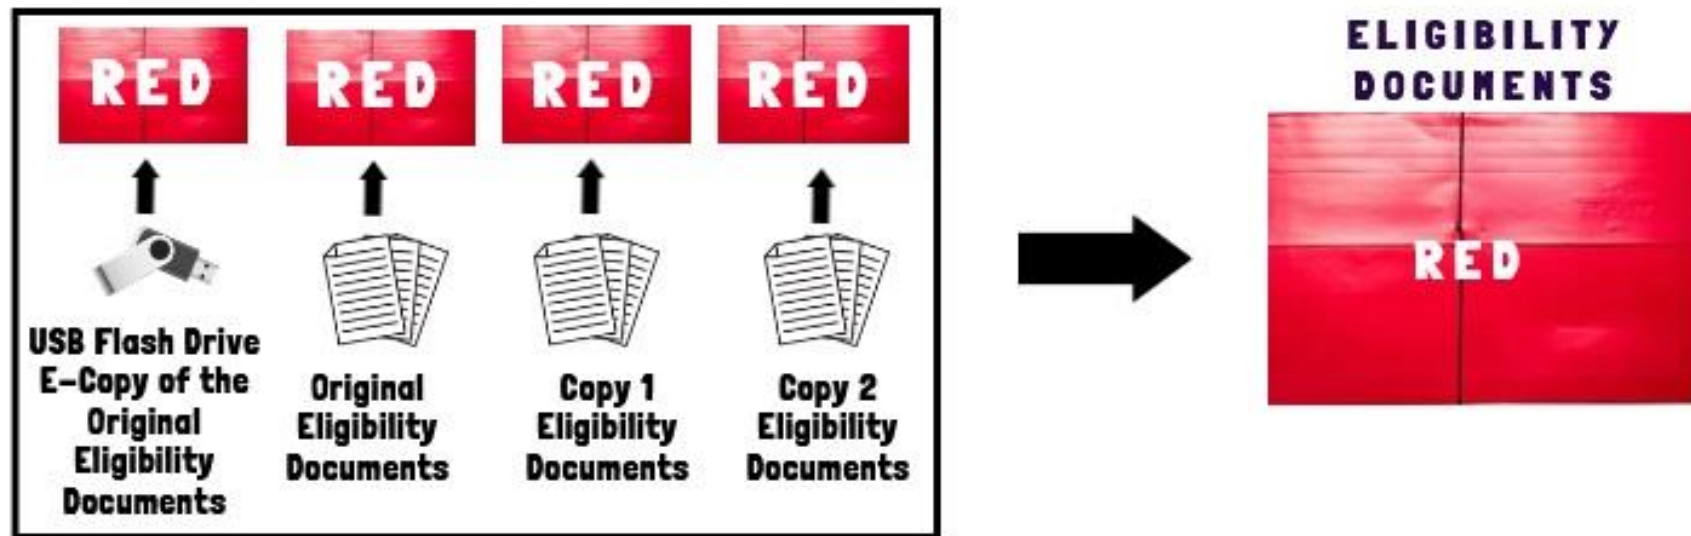 RED
RED
RED
RED
USB Flash Drive
E-Copy of the
Original
Eligibility
Documents
Original
Eligibility
Documents
Copy 1
Eligibility
Documents
Copy 2
Eligibility
Documents
ELIGIBILITY
DOCUMENTS
RED